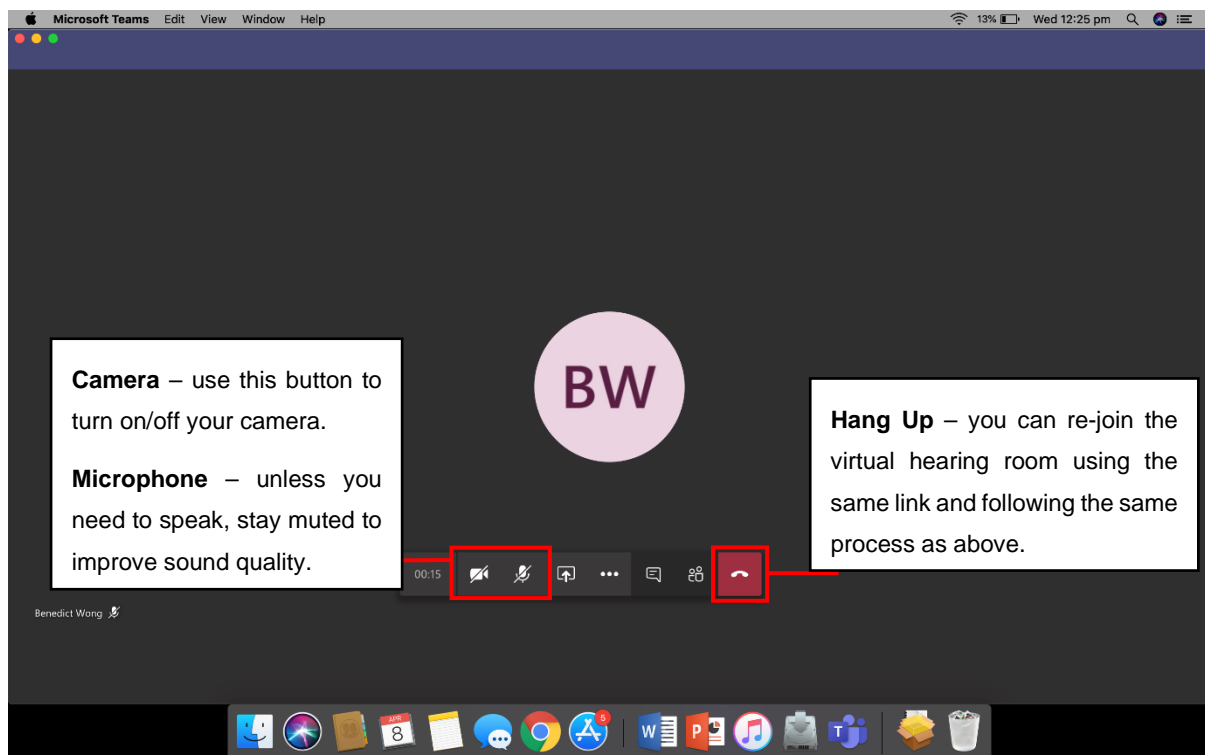 Microsoft Teams Edit View Window Help 13% Wed 12:25 pm
BW
Camera – use this button to
turn on/off your camera.
Microphone – unless you
need to speak, stay muted to
improve sound quality.
Hang Up – you can re-join the
virtual hearing room using the
same link and following the same
process as above.
00:15
Benedict Wong
APR
8
5
W
P
T